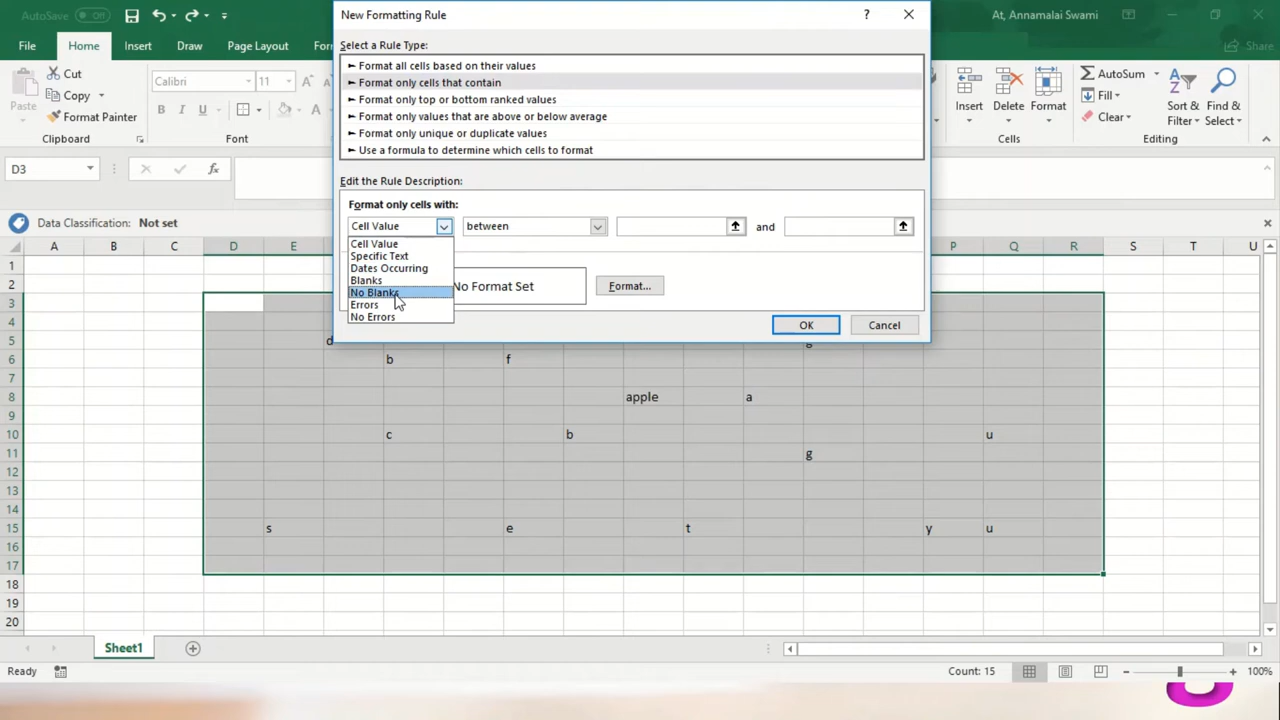 AutoSave Off
New Formatting Rule ?
At, Annamalai Swami
File Home Insert Draw Page Layout
Share
Select a Rule Type:
► Format all cells based on their values
► Format only cells that contain
► Format only top or bottom ranked values
► Format only values that are above or below average
► Format only unique or duplicate values
► Use a formula to determine which cells to format
Paste
Cut
Copy
Format Painter
Clipboard
Calibri 11
B I U A
Font
Insert Delete Format
Cells
AutoSum
Fill
Clear
Sort & Filter
Find & Select
Editing
D3 fx
Edit the Rule Description:
Format only cells with:
Cell Value between and
Cell Value
Specific Text
Dates Occurring
Blanks
No Blanks
Errors
No Errors
No Format Set Format...
OK Cancel
Data Classification: Not set
A B C D E P Q R S T U
1
2
3
4
5 d g
6 b f
7
8 apple a
9
10 c b u
11 g
12
13
14
15 s e t y u
16
17
18
19
20
Sheet1
Ready Count: 15 100%